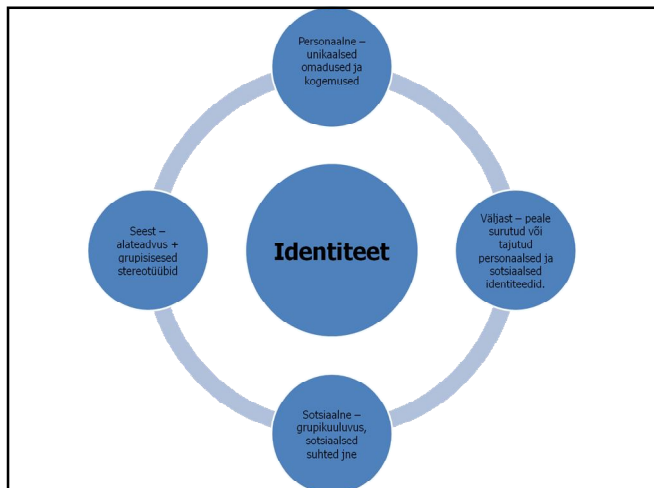 Personaalne –
unikaalsed
omadused ja
kogemused
Seest –
alateadvus +
grupisisesed
stereotüübid
Identiteet
Väljast – peale
surutud või
tajutud
personaalsed ja
sotsiaalsed
identiteedid.
Sotsiaalne –
grupikuuluvus,
sotsiaalsed
suhted jne